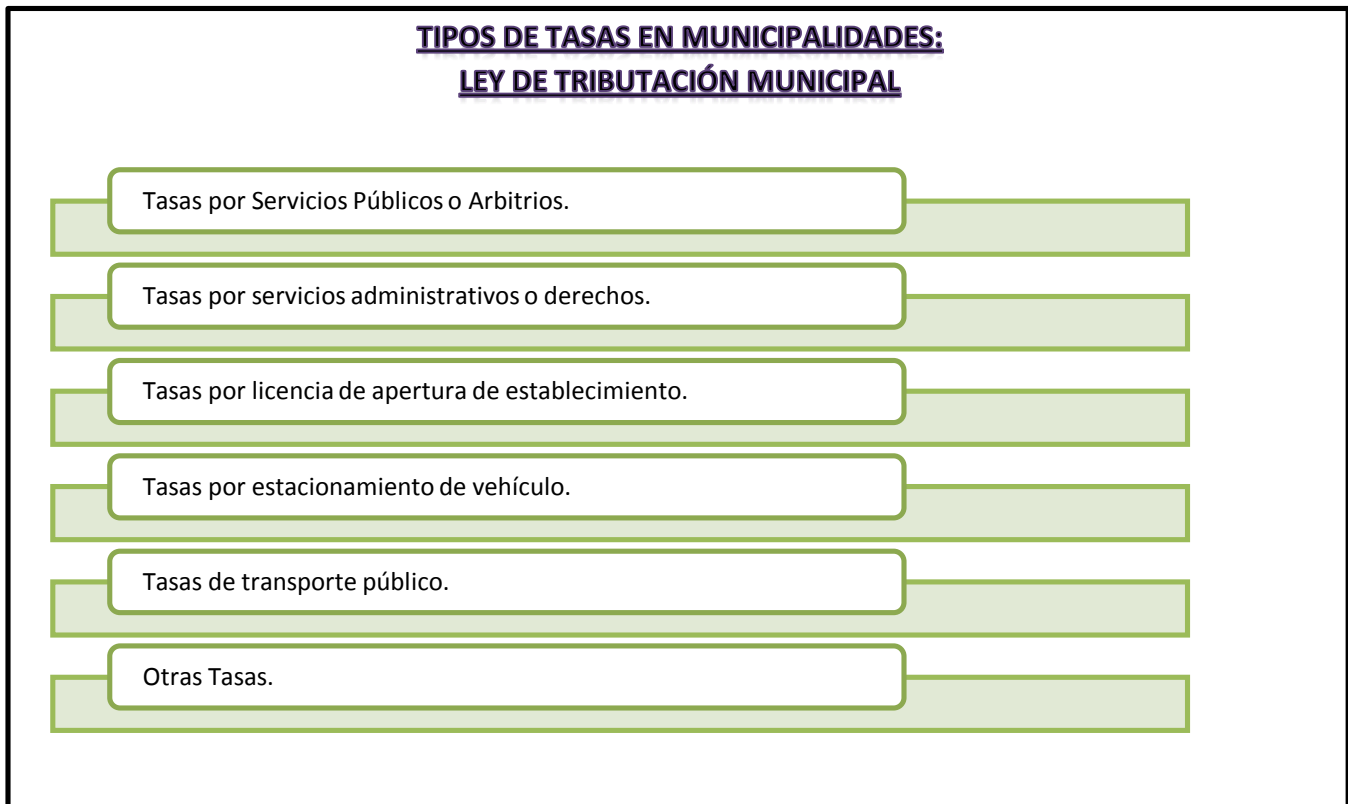 TIPOS DE TASAS EN MUNICIPALIDADES:
LEY DE TRIBUTACIÓN MUNICIPAL
Tasas por Servicios Públicos o Arbitrios.
Tasas por servicios administrativos o derechos.
Tasas por licencia de apertura de establecimiento.
Tasas por estacionamiento de vehículo.
Tasas de transporte público.
Otras Tasas.